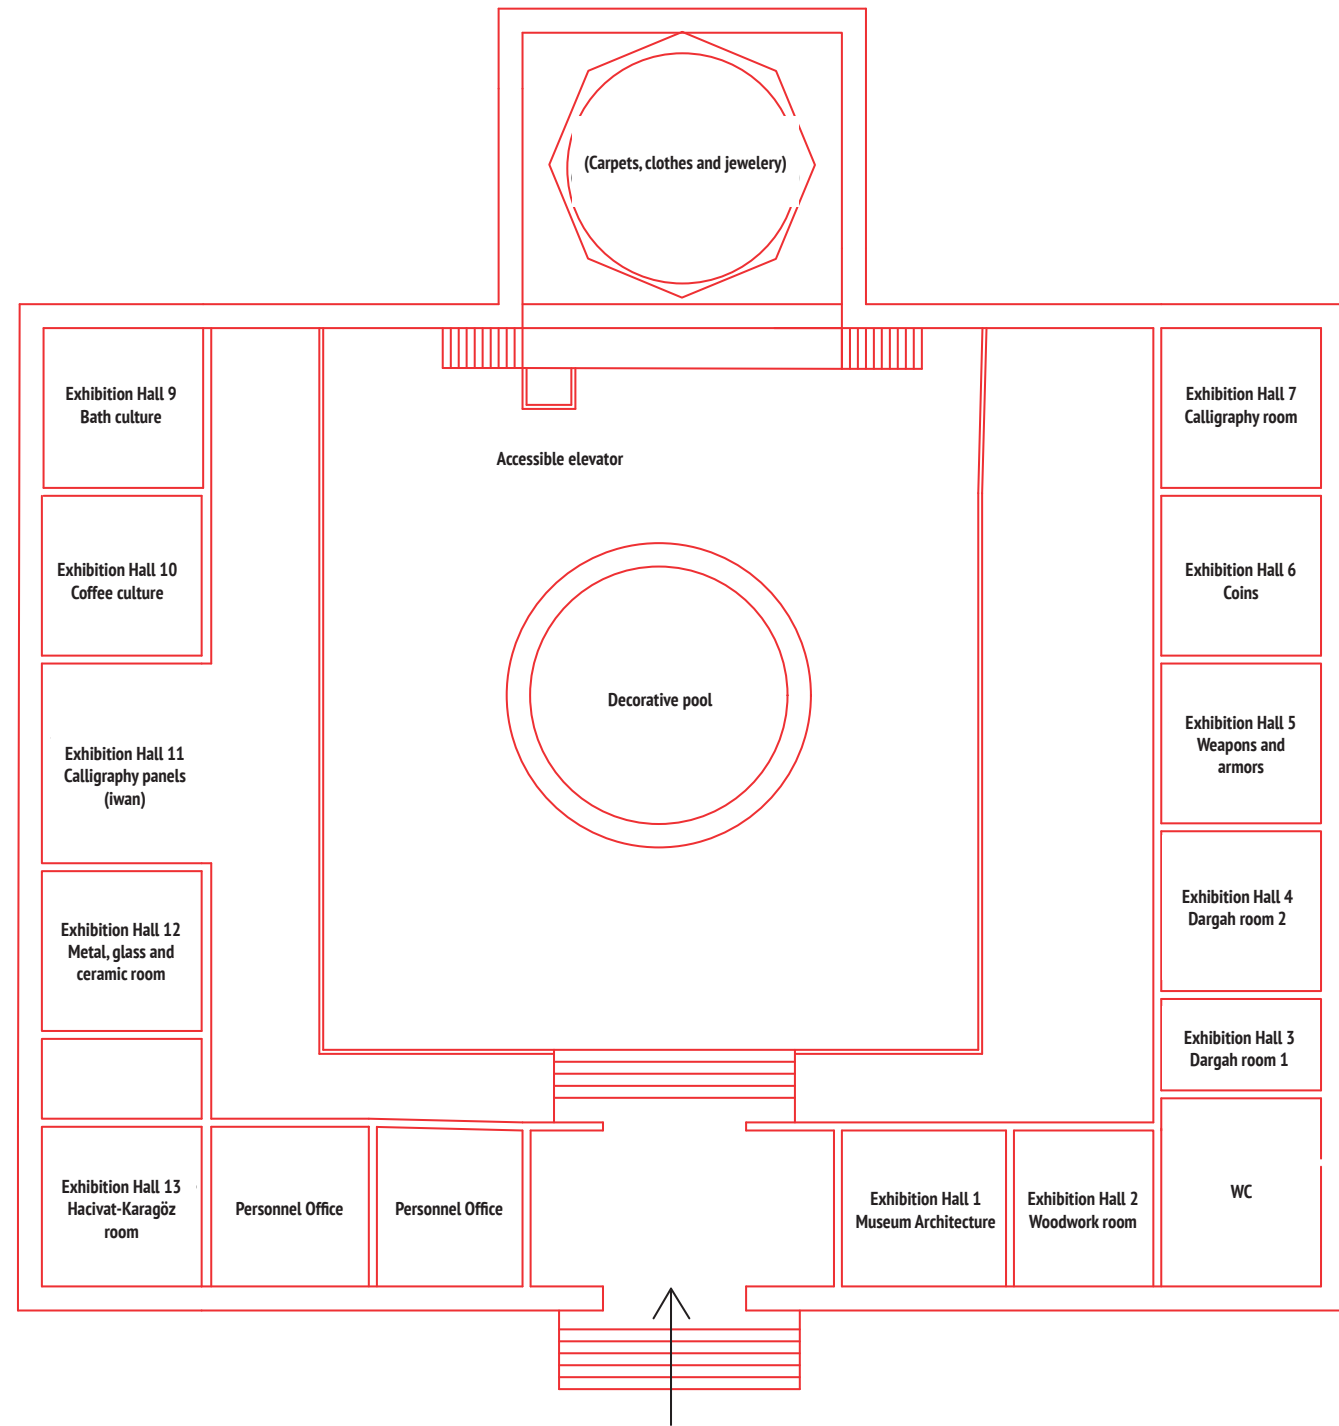 (Carpets, clothes and jewelery)
Exhibition Hall 9
Bath culture
Exhibition Hall 7
Calligraphy room
Accessible elevator
Exhibition Hall 10
Coffee culture
Exhibition Hall 6
Coins
Decorative pool
Exhibition Hall 11
Calligraphy panels
(iwan)
Exhibition Hall 5
Weapons and
armors
Exhibition Hall 12
Metal, glass and
ceramic room
Exhibition Hall 4
Dargah room 2
Exhibition Hall 3
Dargah room 1
Exhibition Hall 13
Hacivat-Karagöz
room
Personnel Office
Personnel Office
Exhibition Hall 1
Museum Architecture
Exhibition Hall 2
Woodwork room
WC